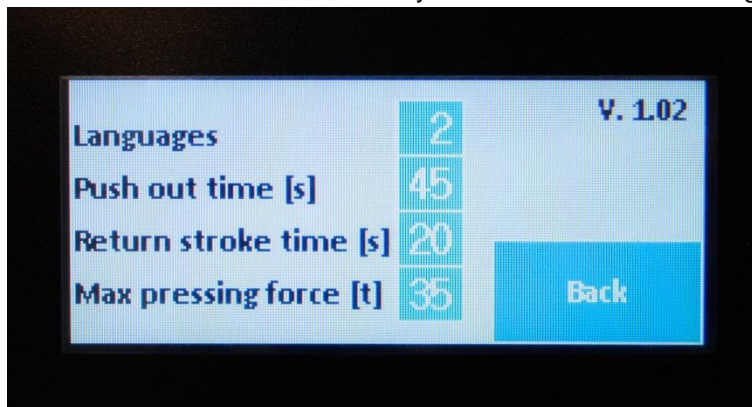 Languages 2
V. 1.02
Push out time [s] 45
Return stroke time [s] 20
Max pressing force [t] 35
Back